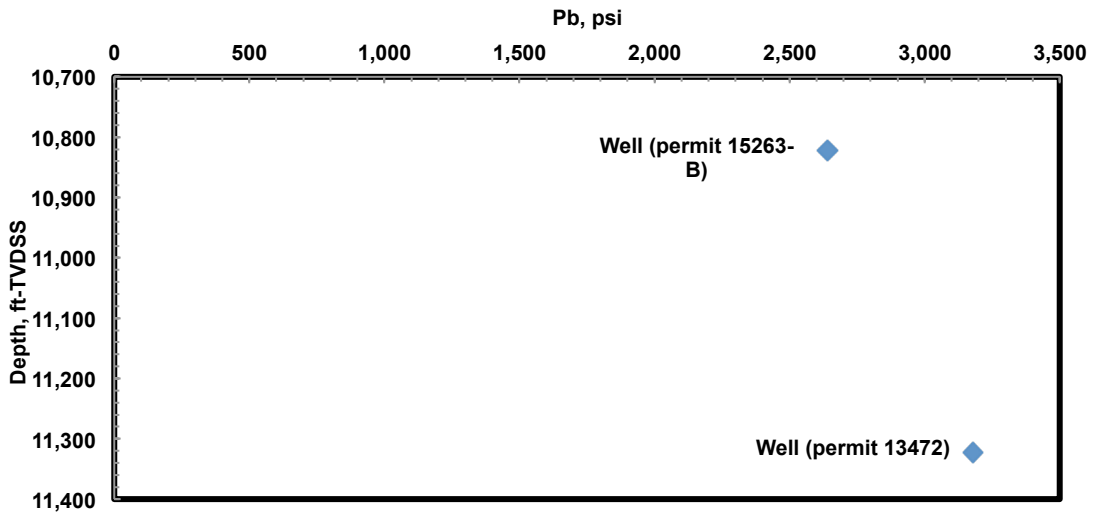 Pb, psi
0 500 1,000 1,500 2,000 2,500 3,000 3,500
10,700
10,800
10,900
11,000
11,100
11,200
11,300
11,400
Depth, ft-TVDSS
Well (permit 15263-
B)
Well (permit 13472)